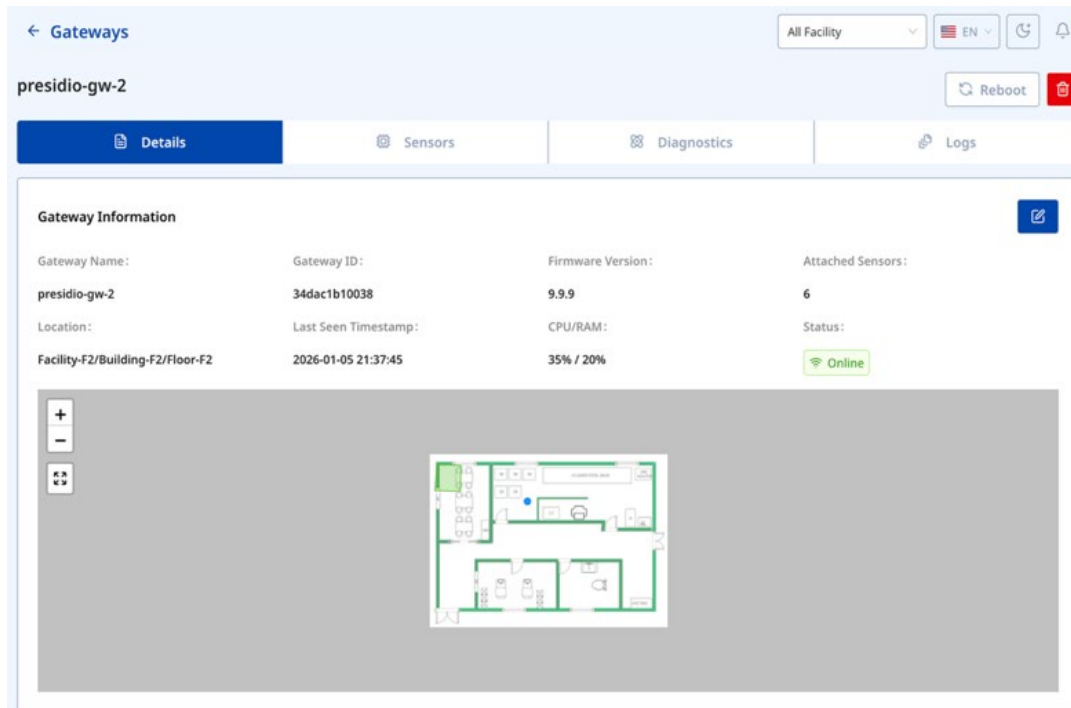 ← Gateways
All Facility
EN
presidio-gw-2
Reboot
Details
Sensors
Diagnostics
Logs
Gateway Information
Gateway Name: Gateway ID: Firmware Version: Attached Sensors:
presidio-gw-2 34dac1b10038 9.9.9 6
Location: Last Seen Timestamp: CPU/RAM: Status:
Facility-F2/Building-F2/Floor-F2 2026-01-05 21:37:45 35% / 20% Online
+
−